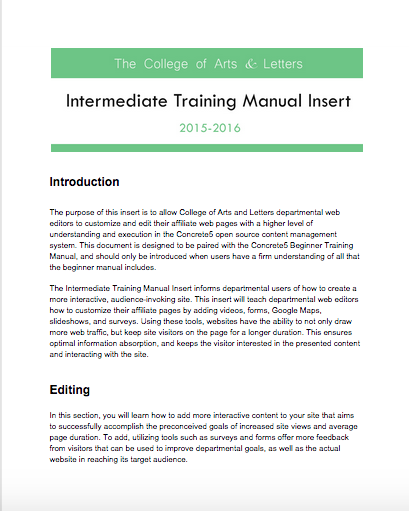 The College of Arts & Letters
Intermediate Training Manual Insert
2015-2016
Introduction
The purpose of this insert is to allow College of Arts and Letters departmental web
editors to customize and edit their affiliate web pages with a higher level of
understanding and execution in the Concrete5 open source content management
system. This document is designed to be paired with the Concrete5 Beginner Training
Manual, and should only be introduced when users have a firm understanding of all that
the beginner manual includes.
The Intermediate Training Manual Insert informs departmental users of how to create a
more interactive, audience-invoking site. This insert will teach departmental web editors
how to customize their affiliate pages by adding videos, forms, Google Maps,
slideshows, and surveys. Using these tools, websites have the ability to not only draw
more web traffic, but keep site visitors on the page for a longer duration. This ensures
optimal information absorption, and keeps the visitor interested in the presented content
and interacting with the site.
Editing
In this section, you will learn how to add more interactive content to your site that aims
to successfully accomplish the preconceived goals of increased site views and average
page duration. To add, utilizing tools such as surveys and forms offer more feedback
from visitors that can be used to improve departmental goals, as well as the actual
website in reaching its target audience.